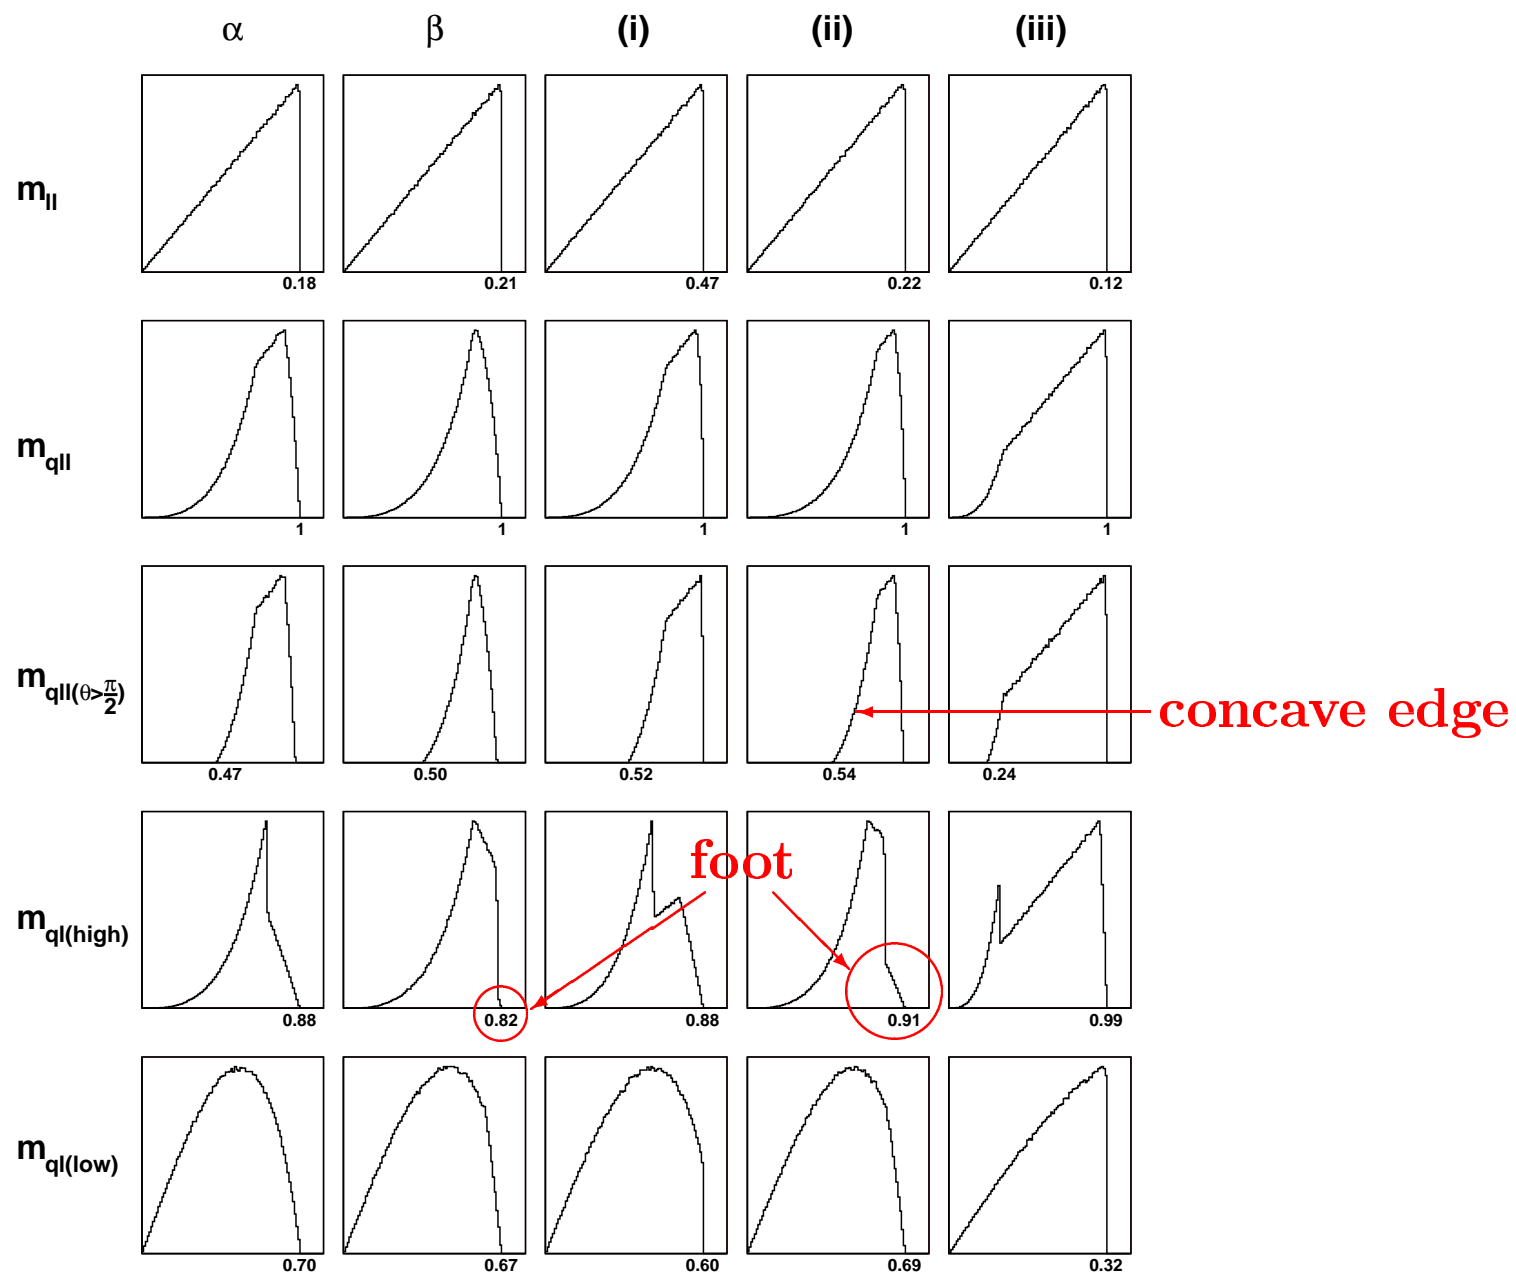 α β (i) (ii) (iii)
m_ll
0.18 0.21 0.47 0.22 0.12
m_qll
1 1 1 1 1
m_qll(θ>π/2)
concave edge
0.47 0.50 0.52 0.54 0.24
foot
m_ql(high)
0.88 0.82 0.88 0.91 0.99
m_ql(low)
0.70 0.67 0.60 0.69 0.32